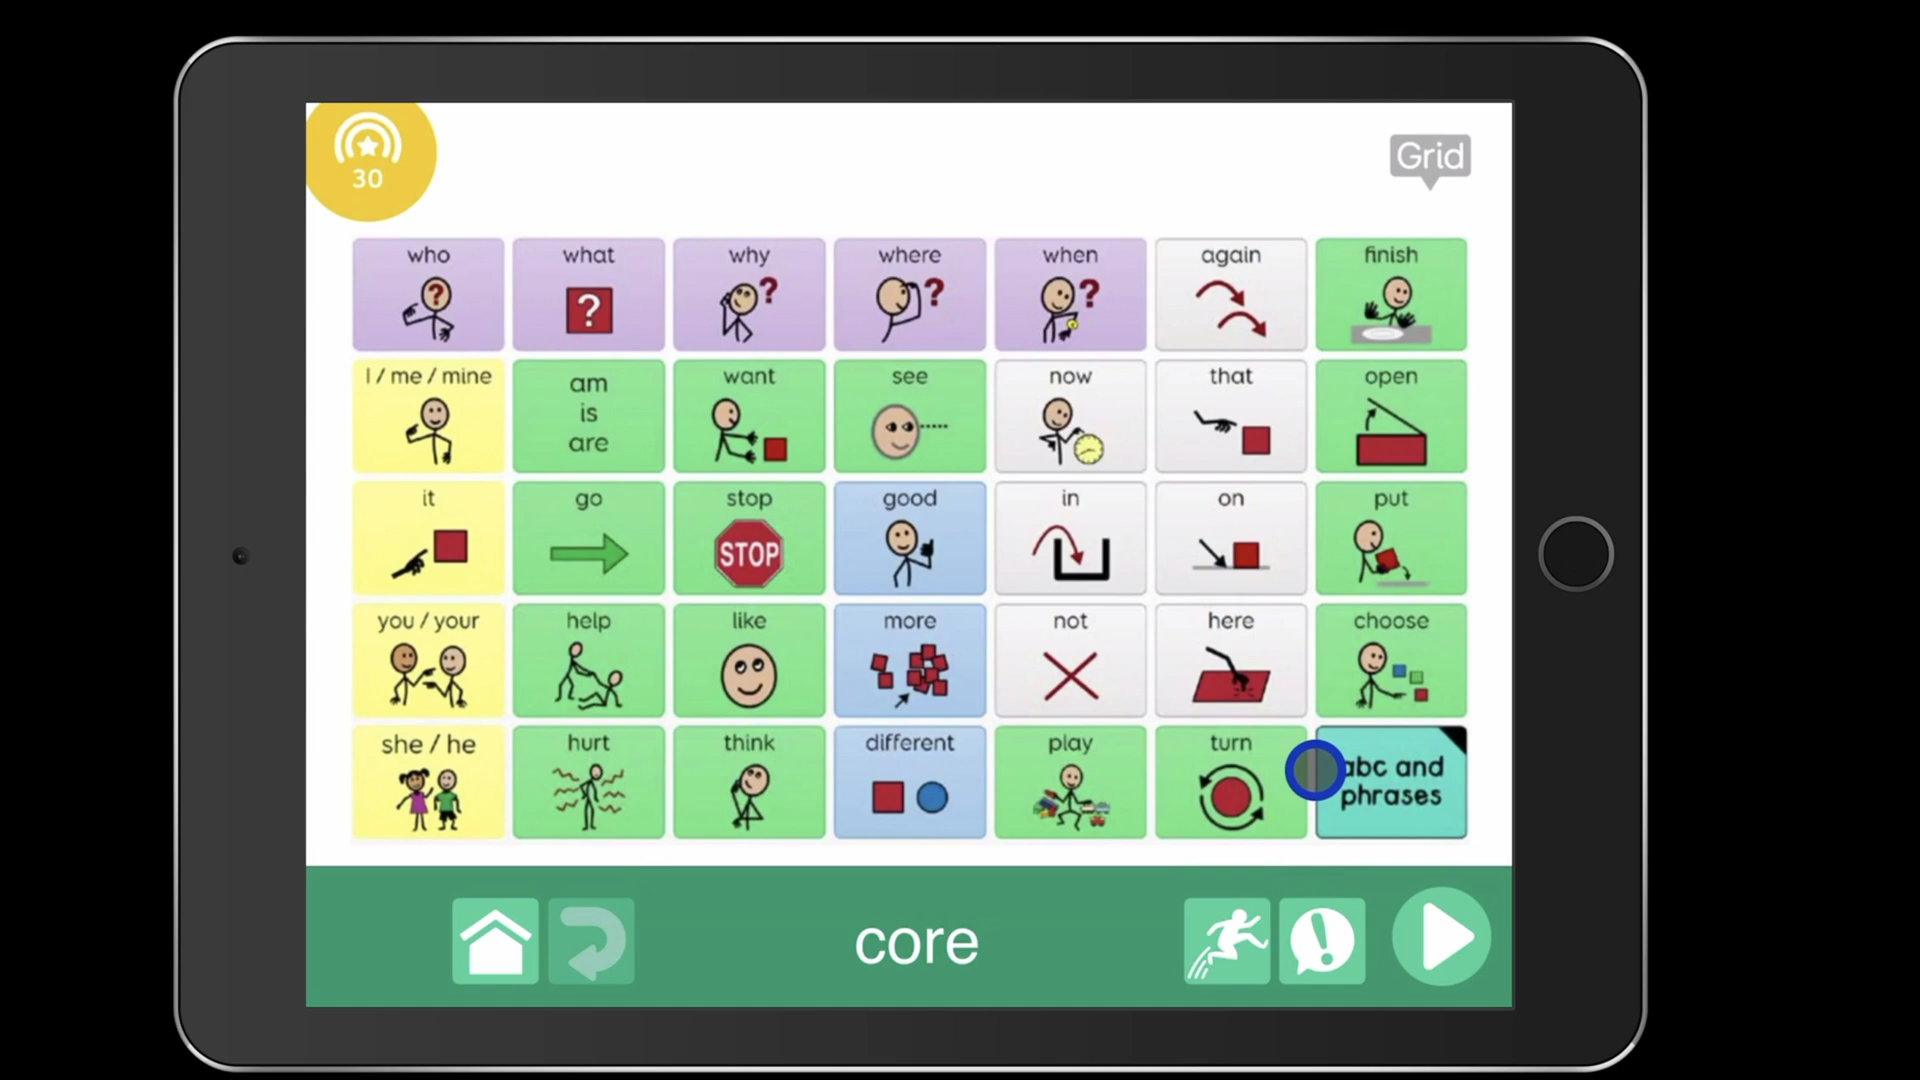 30
Grid
who
what
?
why
?
where
?
when
?
again
finish
I / me / mine
am
is
are
want
see
now
that
open
it
go
stop
STOP
good
in
on
put
you / your
help
like
more
not
here
choose
she / he
hurt
think
different
play
turn
abc and
phrases
core